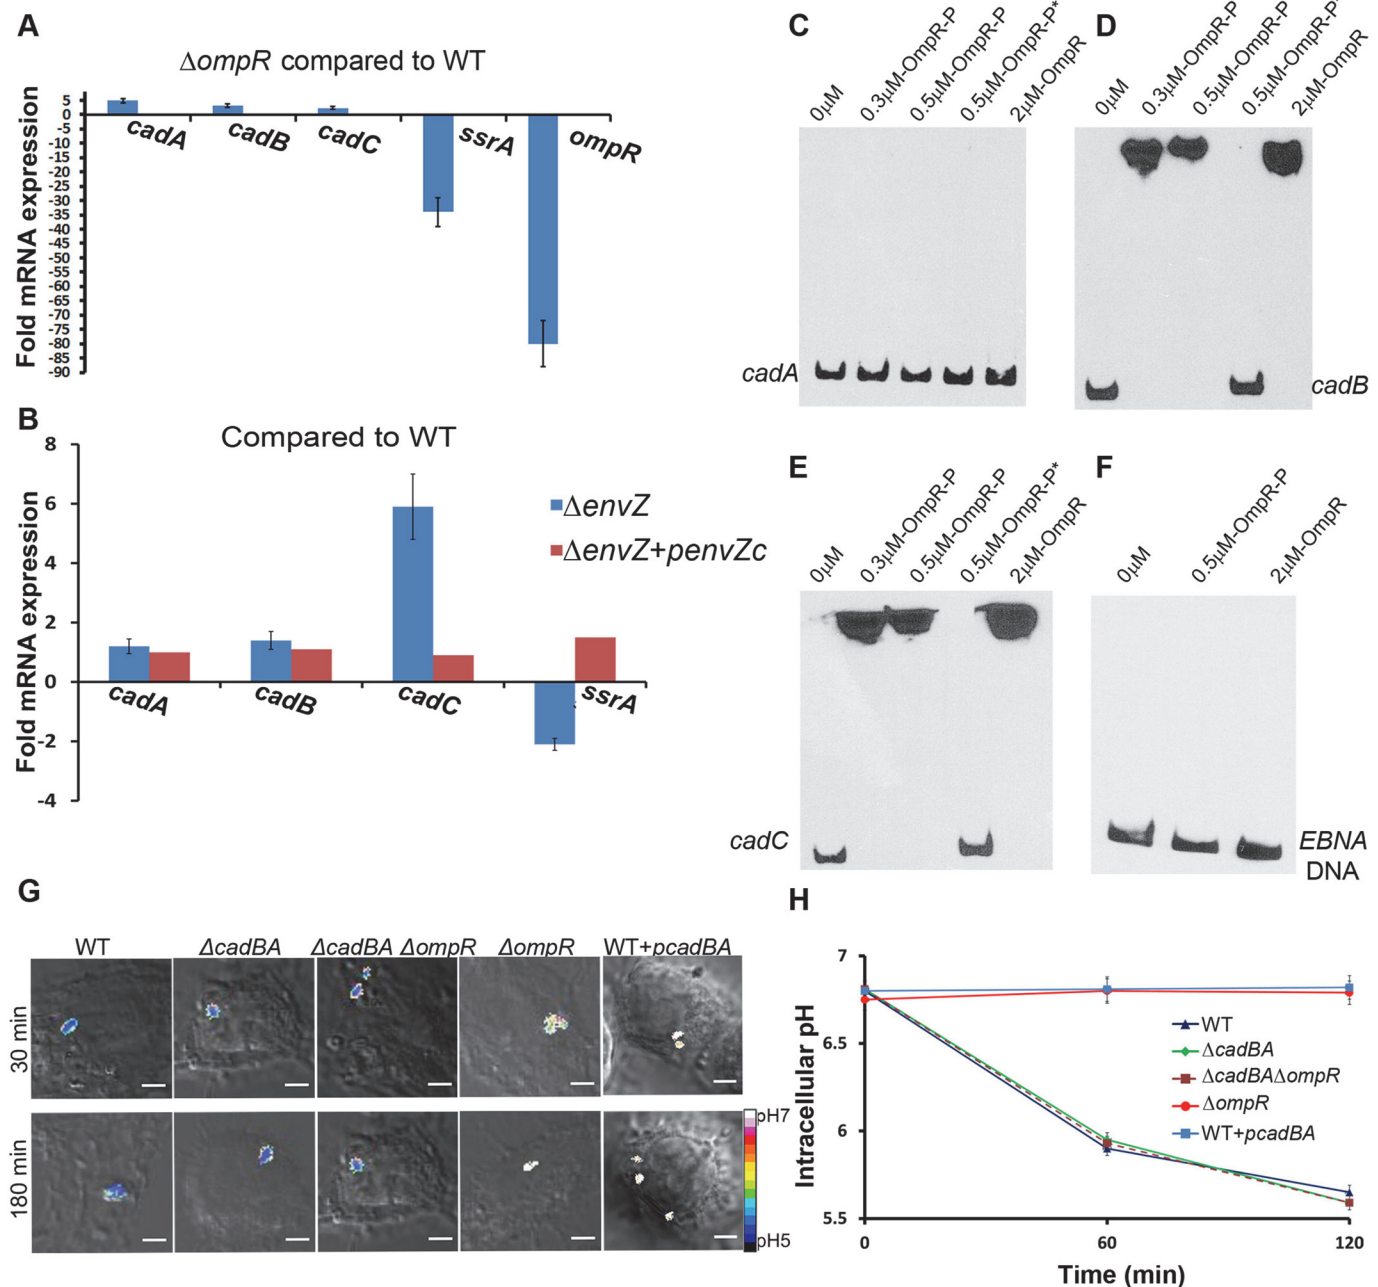 A
ΔompR compared to WT
Fold mRNA expression
5
0
-5
-10
-15
-20
-25
-30
-35
-40
-45
-50
-55
-60
-65
-70
-75
-80
-85
-90
cadA
cadB
cadC
ssrA
ompR
B
Compared to WT
Fold mRNA expression
8
6
4
2
0
-2
-4
ΔenvZ
ΔenvZ+penvZc
cadA
cadB
cadC
ssrA
C
0μM
0.3μM-OmpR-P
0.5μM-OmpR-P
0.5μM-OmpR-P*
2μM-OmpR
cadA
D
0μM
0.3μM-OmpR-P
0.5μM-OmpR-P
0.5μM-OmpR-P*
2μM-OmpR
cadB
E
0μM
0.3μM-OmpR-P
0.5μM-OmpR-P
0.5μM-OmpR-P*
2μM-OmpR
cadC
F
0μM
0.5μM-OmpR-P
2μM-OmpR
EBNA
DNA
G
WT
ΔcadBA
ΔcadBA ΔompR
ΔompR
WT+pcadBA
30 min
180 min
pH7
pH5
H
Intracellular pH
7
6.5
6
5.5
WT
ΔcadBA
ΔcadBAΔompR
ΔompR
WT+pcadBA
0
60
120
Time (min)